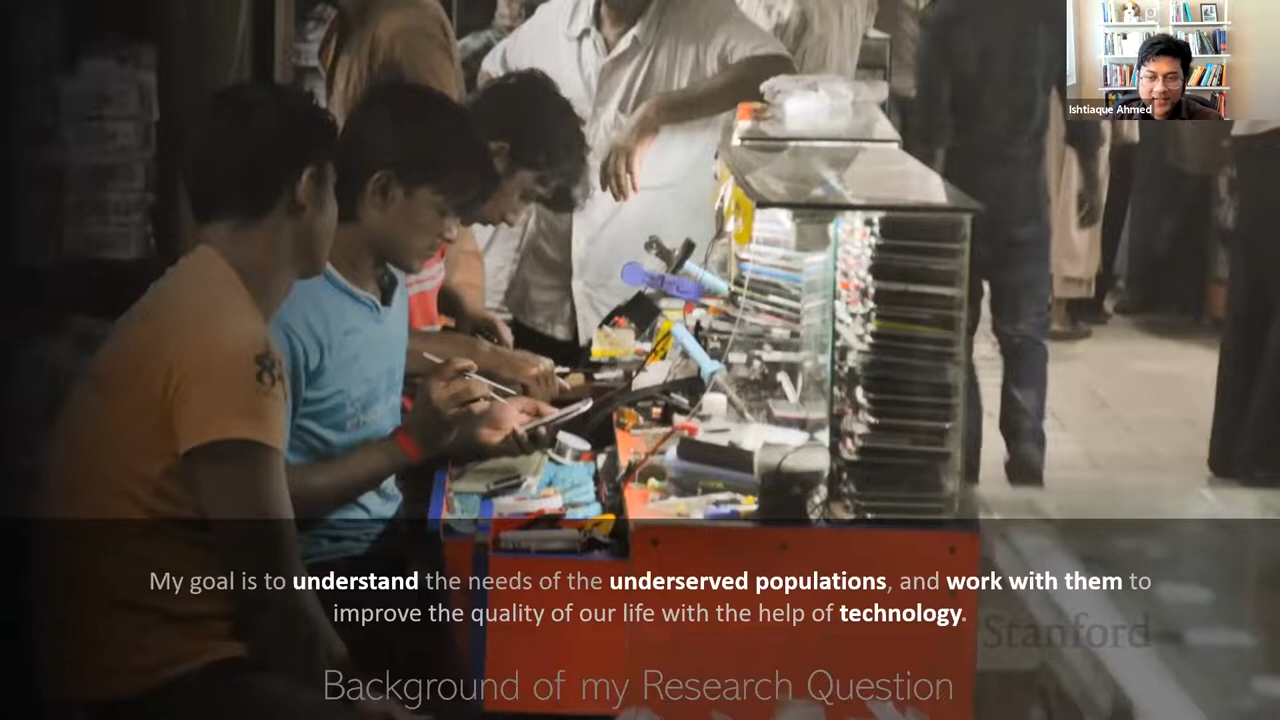 Ishtiaque Ahmed
My goal is to understand the needs of the underserved populations, and work with them to
improve the quality of our life with the help of technology.
Stanford
Background of my Research Question